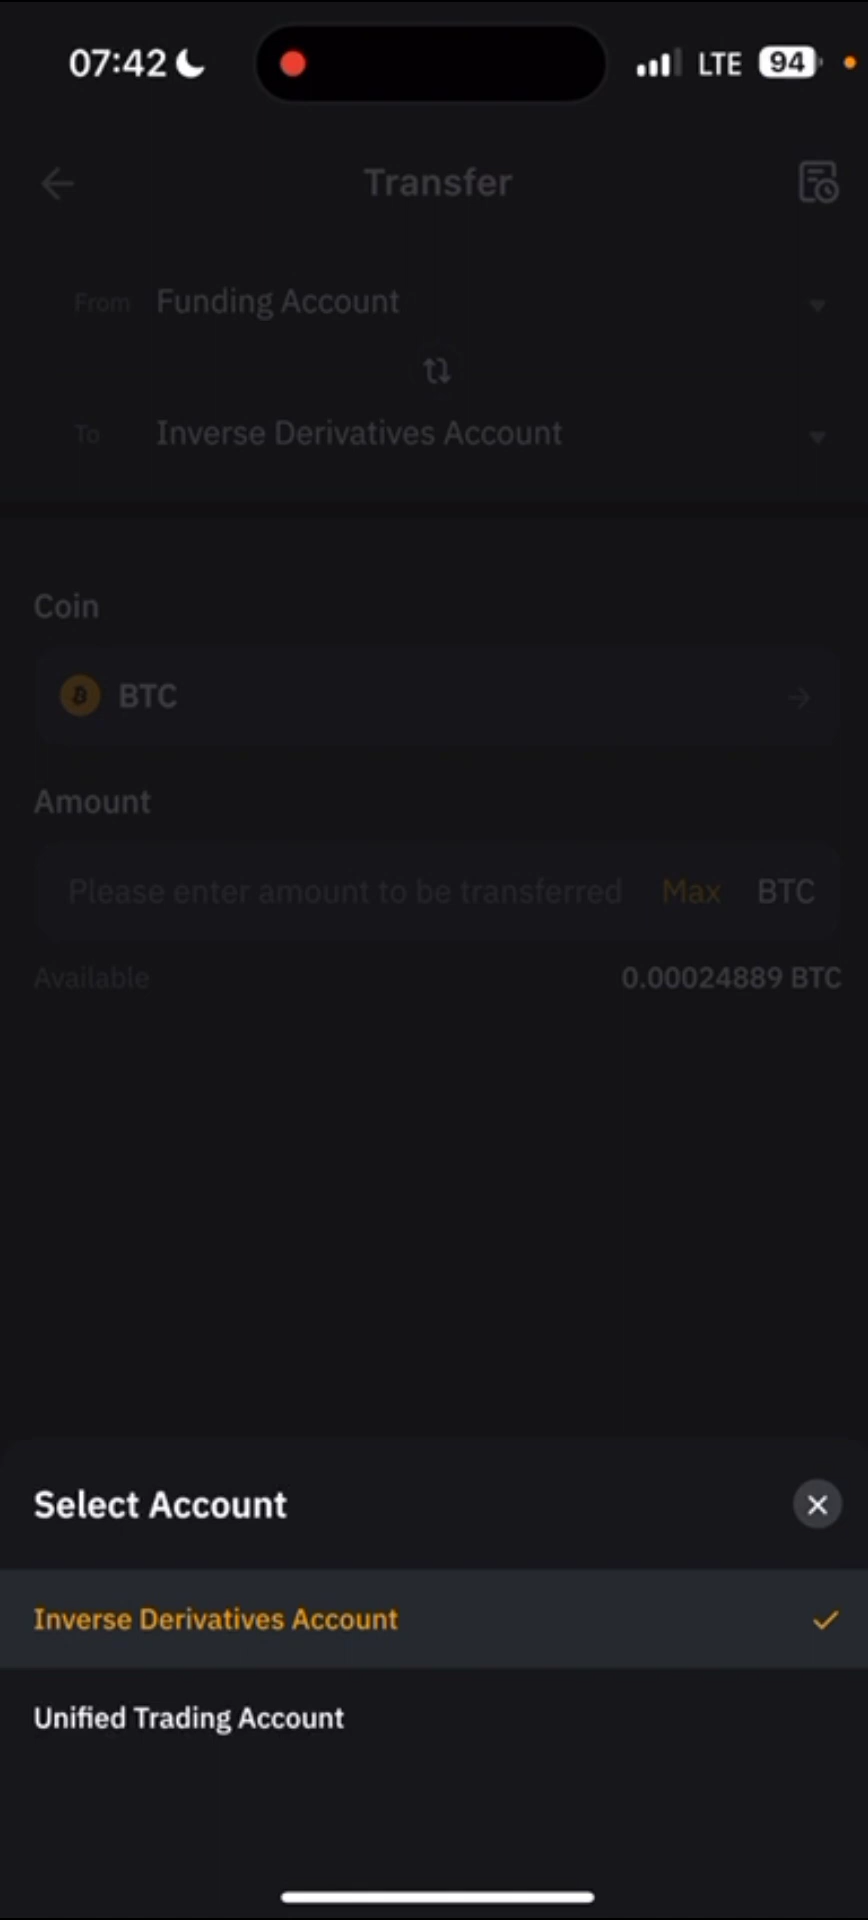 07:42 LTE 94
Transfer
From Funding Account
To Inverse Derivatives Account
Coin
BTC
Amount
Please enter amount to be transferred Max BTC
Available 0.00024889 BTC
Select Account
Inverse Derivatives Account
Unified Trading Account